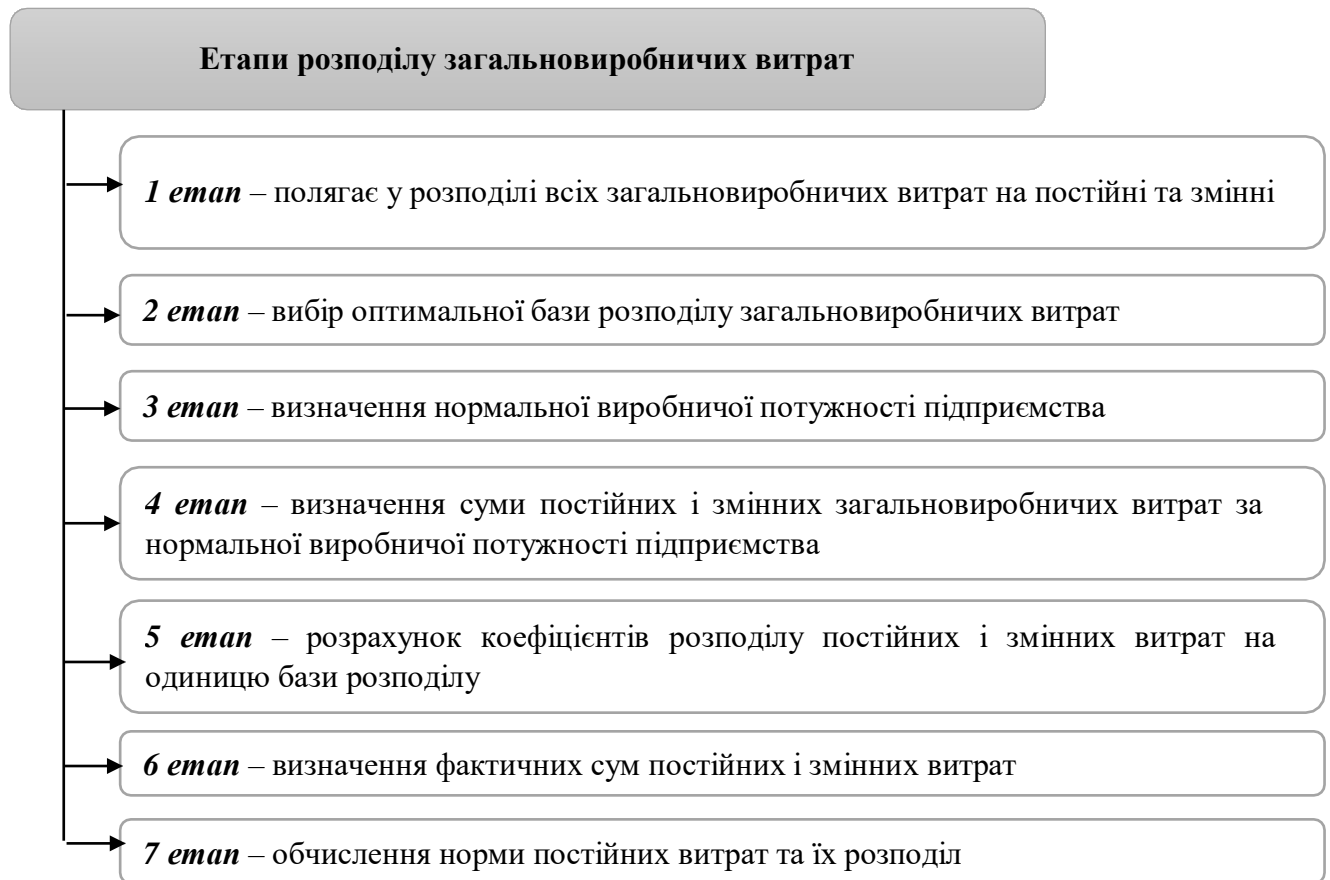 Етапи розподілу загальновиробничих витрат
1 етап – полягає у розподілі всіх загальновиробничих витрат на постійні та змінні
2 етап – вибір оптимальної бази розподілу загальновиробничих витрат
3 етап – визначення нормальної виробничої потужності підприємства
4 етап – визначення суми постійних і змінних загальновиробничих витрат за
нормальної виробничої потужності підприємства
5 етап – розрахунок коефіцієнтів розподілу постійних і змінних витрат на
одиницю бази розподілу
6 етап – визначення фактичних сум постійних і змінних витрат
7 етап – обчислення норми постійних витрат та їх розподіл